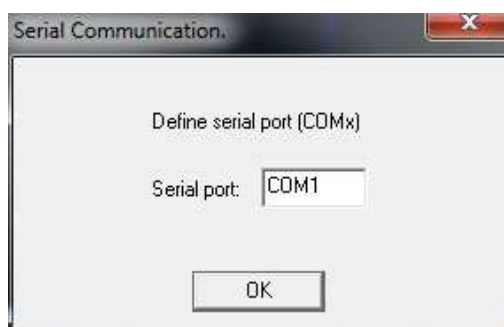 Serial Communication.
Define serial port (COMx)
Serial port: COM1
OK